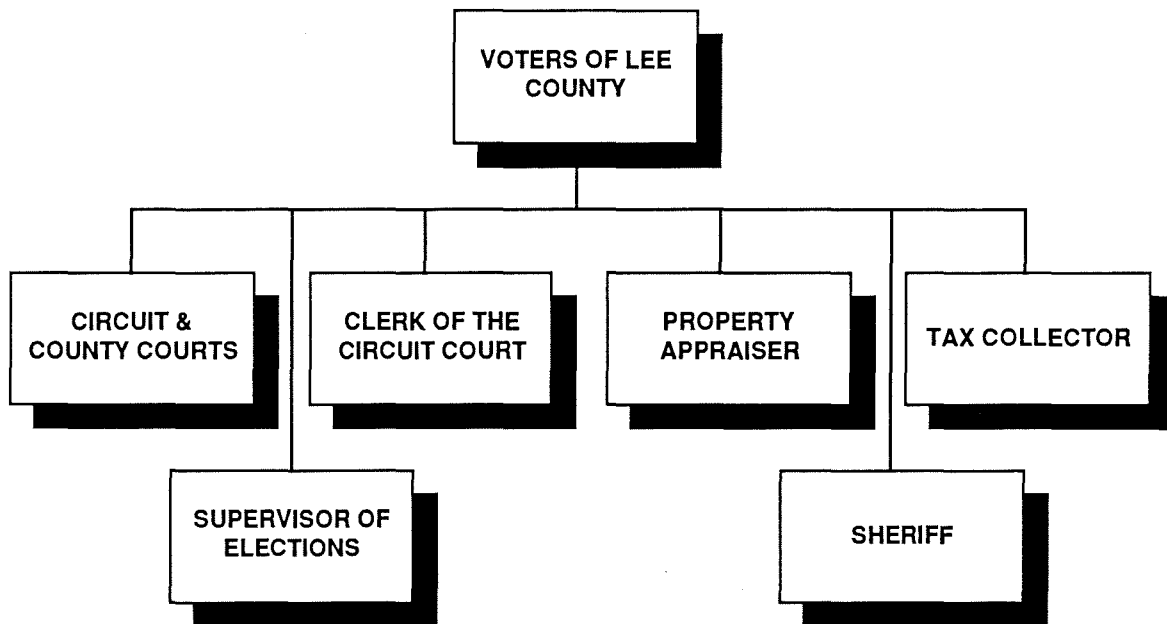 VOTERS OF LEE
COUNTY
CIRCUIT &
COUNTY COURTS
CLERK OF THE
CIRCUIT COURT
PROPERTY
APPRAISER
TAX COLLECTOR
SUPERVISOR OF
ELECTIONS
SHERIFF